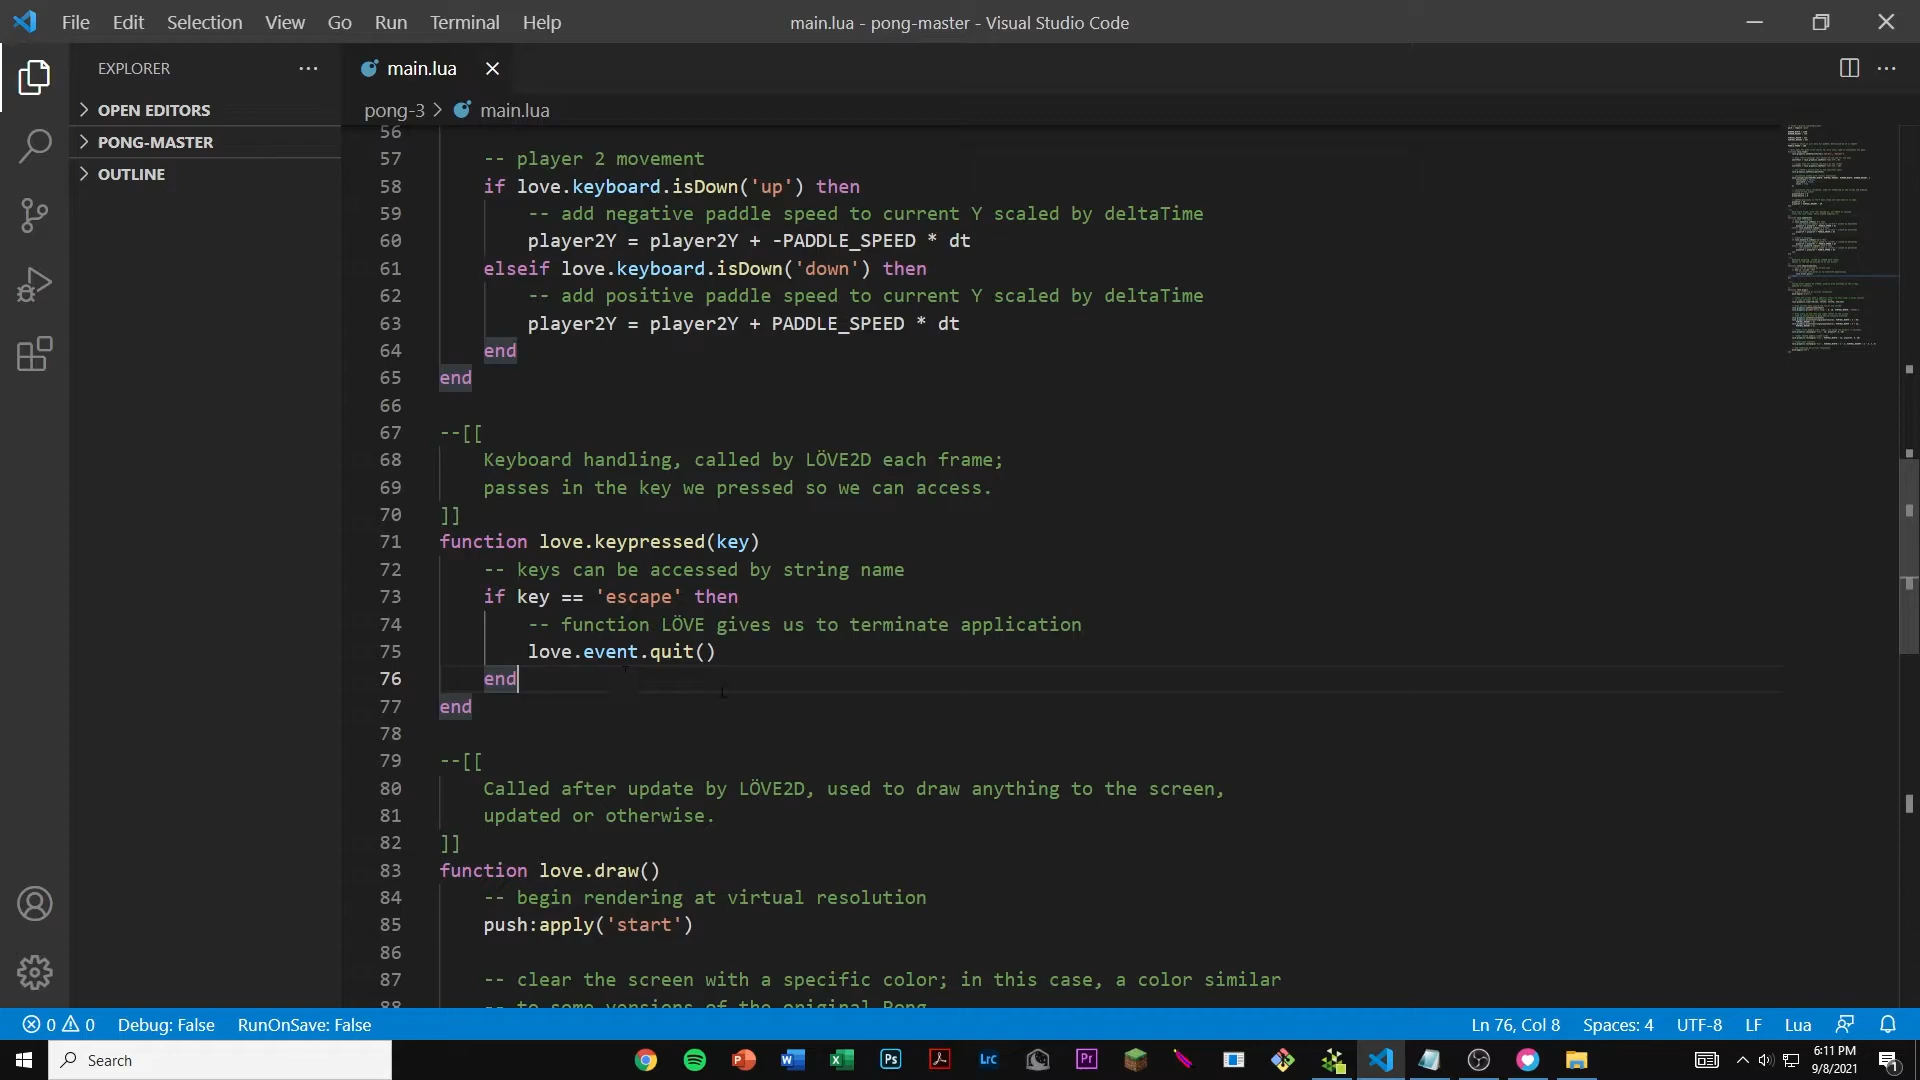 File Edit Selection View Go Run Terminal Help
main.lua - pong-master - Visual Studio Code
EXPLORER
OPEN EDITORS
PONG-MASTER
OUTLINE
main.lua
pong-3 > main.lua
56
57 -- player 2 movement
58 if love.keyboard.isDown('up') then
59 -- add negative paddle speed to current Y scaled by deltaTime
60 player2Y = player2Y + -PADDLE_SPEED * dt
61 elseif love.keyboard.isDown('down') then
62 -- add positive paddle speed to current Y scaled by deltaTime
63 player2Y = player2Y + PADDLE_SPEED * dt
64 end
65 end
66
67 --[[
68 Keyboard handling, called by LÖVE2D each frame;
69 passes in the key we pressed so we can access.
70 ]]
71 function love.keypressed(key)
72 -- keys can be accessed by string name
73 if key == 'escape' then
74 -- function LÖVE gives us to terminate application
75 love.event.quit()
76 end
77 end
78
79 --[[
80 Called after update by LÖVE2D, used to draw anything to the screen,
81 updated or otherwise.
82 ]]
83 function love.draw()
84 -- begin rendering at virtual resolution
85 push:apply('start')
86
87 -- clear the screen with a specific color; in this case, a color similar
88 -- to some versions of the original Pong
0 0 Debug: False RunOnSave: False
Ln 76, Col 8 Spaces: 4 UTF-8 LF Lua
Search
Ps
Lrc
Pr
6:11 PM
9/8/2021
1